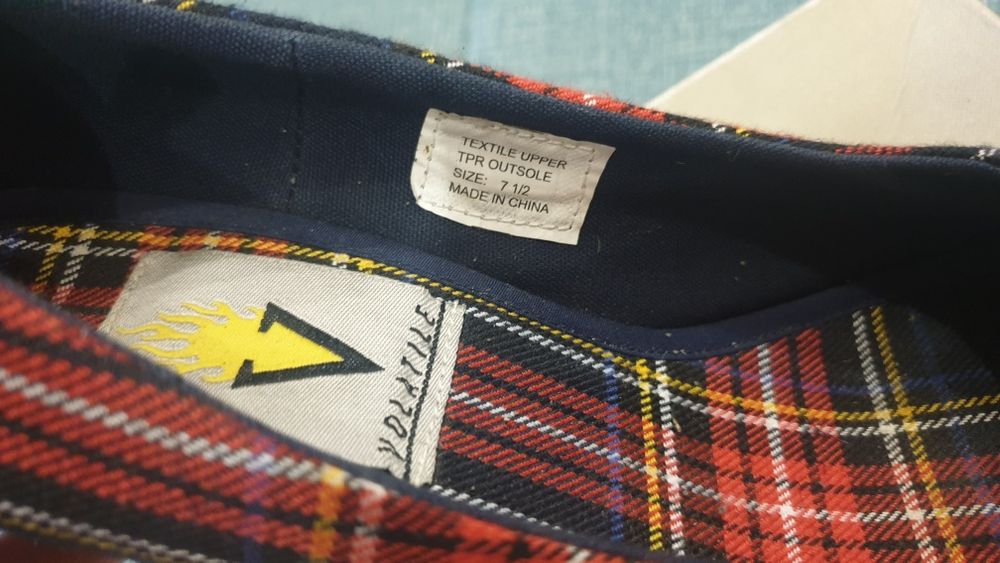 TEXTILE UPPER
TPR OUTSOLE
SIZE: 7 1/2
MADE IN CHINA
V
VOLATILE